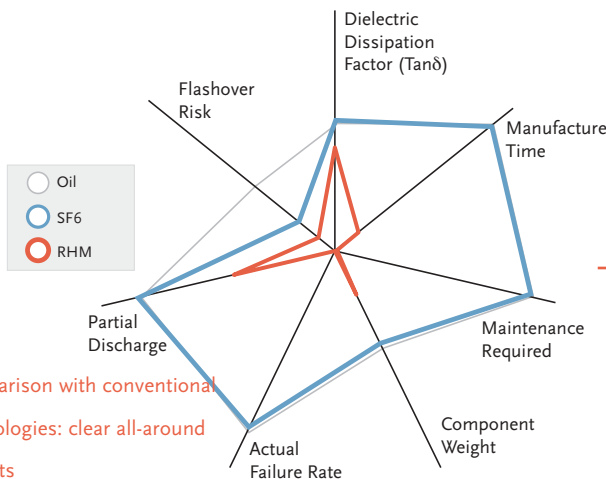 Dielectric
Dissipation
Factor (Tanδ)
Flashover
Risk
Manufacture
Time
Oil
SF6
RHM
Partial
Discharge
Maintenance
Required
Component
Weight
Actual
Failure Rate
arison with conventional
ologies: clear all-around
ts